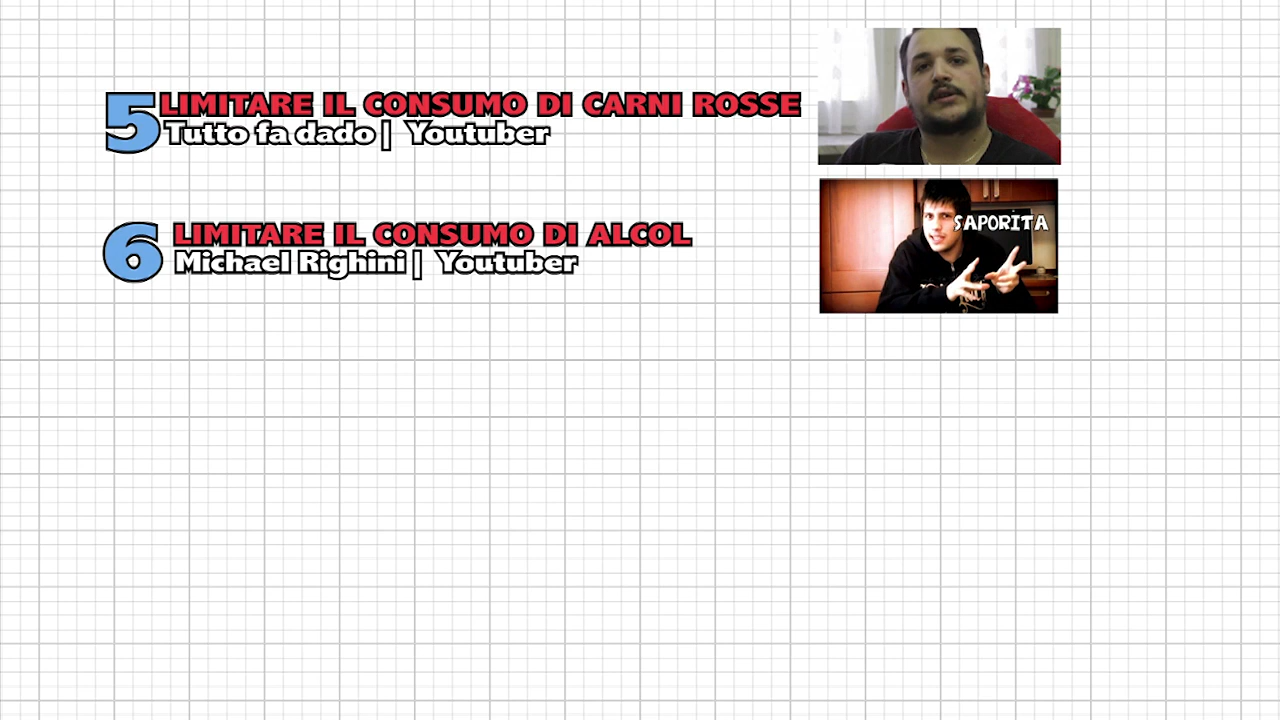 5 LIMITARE IL CONSUMO DI CARNI ROSSE
Tutto fa dado | Youtuber
6 LIMITARE IL CONSUMO DI ALCOL
Michael Righini | Youtuber
SAPORITA